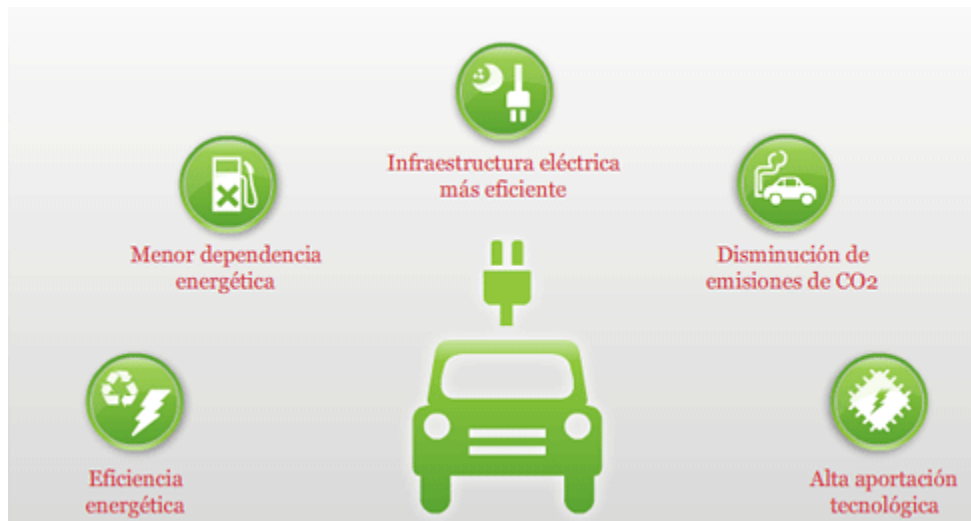 Infraestructura eléctrica
más eficiente
Menor dependencia
energética
Disminución de
emisiones de CO2
Eficiencia
energética
Alta aportación
tecnológica